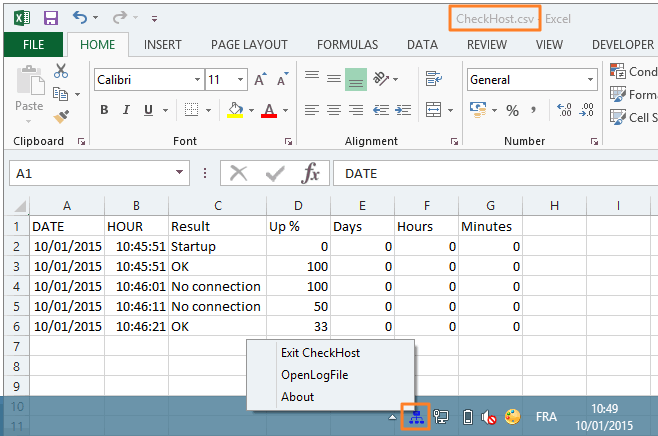 CheckHost.csv - Excel
FILE HOME INSERT PAGE LAYOUT FORMULAS DATA REVIEW VIEW DEVELOPER
Paste
Calibri 11 A A
B I U A
General
% ,
.00
.00
Cond
Forma
Cell S
Clipboard Font Alignment Number
A1 fx DATE
A B C D E F G H I
1 DATE HOUR Result Up % Days Hours Minutes
2 10/01/2015 10:45:51 Startup 0 0 0 0
3 10/01/2015 10:45:51 OK 100 0 0 0
4 10/01/2015 10:46:01 No connection 100 0 0 0
5 10/01/2015 10:46:11 No connection 50 0 0 0
6 10/01/2015 10:46:21 OK 33 0 0 0
7
8
9
10
11
Exit CheckHost
OpenLogFile
About
FRA
10:49
10/01/2015